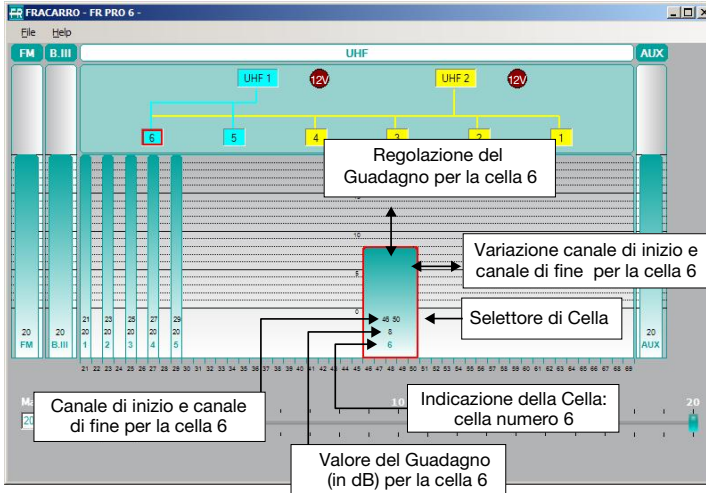 FRACARRO - FR PRO 6 -
File Help
FM B.III UHF AUX
UHF 1 12V UHF 2 12V
6 5 4 3 2 1
Regolazione del
Guadagno per la cella 6
15
10
Variazione canale di inizio e
canale di fine per la cella 6
5
0
Selettore di Cella
21 23 25 27 29 46 50
20 20 20 20 20 20 20 8 20
FM B.III 1 2 3 4 5 6 AUX
21 22 23 24 25 26 27 28 29 30 31 32 33 34 35 36 37 38 39 40 41 42 43 44 45 46 47 48 49 50 51 52 53 54 55 56 57 58 59 60 61 62 63 64 65 66 67 68 69
Canale di inizio e canale
di fine per la cella 6
10
Indicazione della Cella:
cella numero 6
20
Valore del Guadagno
(in dB) per la cella 6